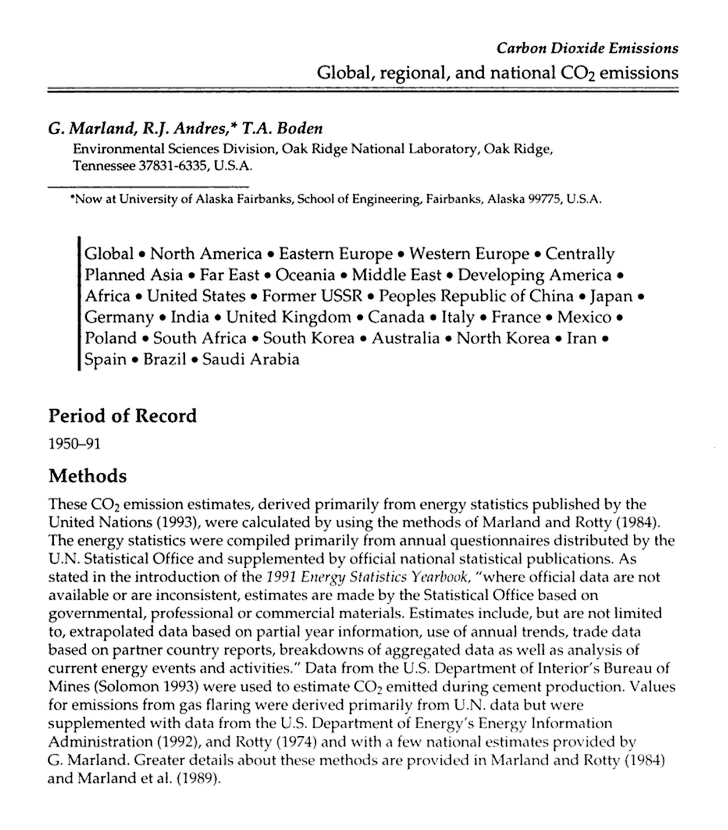 Carbon Dioxide Emissions
Global, regional, and national CO₂ emissions
G. Marland, R.J. Andres,* T.A. Boden
Environmental Sciences Division, Oak Ridge National Laboratory, Oak Ridge,
Tennessee 37831-6335, U.S.A.
*Now at University of Alaska Fairbanks, School of Engineering, Fairbanks, Alaska 99775, U.S.A.
Global • North America • Eastern Europe • Western Europe • Centrally
Planned Asia • Far East • Oceania • Middle East • Developing America •
Africa • United States • Former USSR • Peoples Republic of China • Japan •
Germany • India • United Kingdom • Canada • Italy • France • Mexico •
Poland • South Africa • South Korea • Australia • North Korea • Iran •
Spain • Brazil • Saudi Arabia
Period of Record
1950–91
Methods
These CO₂ emission estimates, derived primarily from energy statistics published by the
United Nations (1993), were calculated by using the methods of Marland and Rotty (1984).
The energy statistics were compiled primarily from annual questionnaires distributed by the
U.N. Statistical Office and supplemented by official national statistical publications. As
stated in the introduction of the 1991 Energy Statistics Yearbook, "where official data are not
available or are inconsistent, estimates are made by the Statistical Office based on
governmental, professional or commercial materials. Estimates include, but are not limited
to, extrapolated data based on partial year information, use of annual trends, trade data
based on partner country reports, breakdowns of aggregated data as well as analysis of
current energy events and activities." Data from the U.S. Department of Interior's Bureau of
Mines (Solomon 1993) were used to estimate CO₂ emitted during cement production. Values
for emissions from gas flaring were derived primarily from U.N. data but were
supplemented with data from the U.S. Department of Energy's Energy Information
Administration (1992), and Rotty (1974) and with a few national estimates provided by
G. Marland. Greater details about these methods are provided in Marland and Rotty (1984)
and Marland et al. (1989).